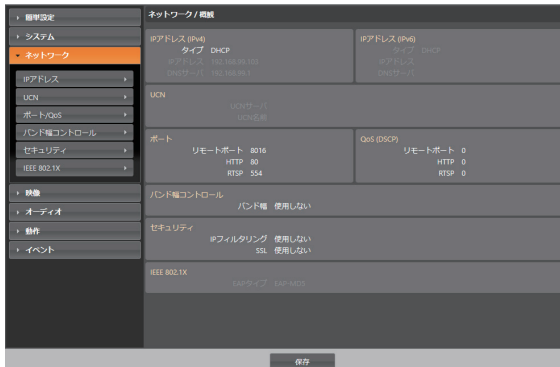 簡単設定
システム
ネットワーク
IPアドレス
UCN
ポート/QoS
バンド幅コントロール
セキュリティ
IEEE 802.1X
映像
オーディオ
動作
イベント
ネットワーク / 概観
IPアドレス (IPv4)
タイプ DHCP
IPアドレス
DNSサーバ
IPアドレス (IPv6)
タイプ DHCP
IPアドレス
DNSサーバ
UCN
UCNサーバ
UCN名称
ポート
リモートポート 8016
HTTP 80
RTSP 554
QoS (DSCP)
リモートポート 0
HTTP 0
RTSP 0
バンド幅コントロール
バンド幅 使用しない
セキュリティ
IPフィルタリング 使用しない
SSL 使用しない
IEEE 802.1X
EAPタイプ EAP-MD5
保存